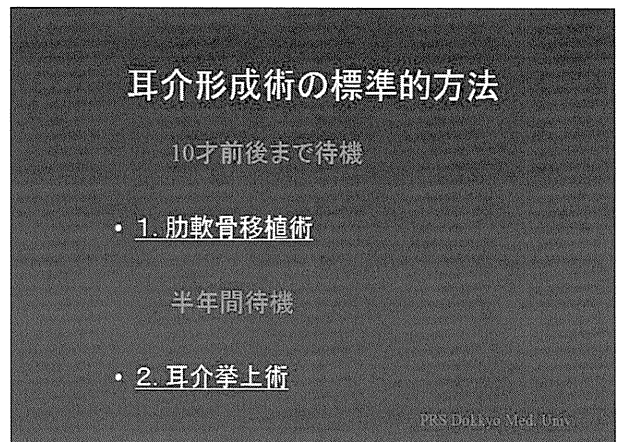 耳介形成術の標準的方法
10才前後まで待機
• 1. 肋軟骨移植術
半年間待機
• 2. 耳介挙上術
PRS Dokkyo Med. Univ.